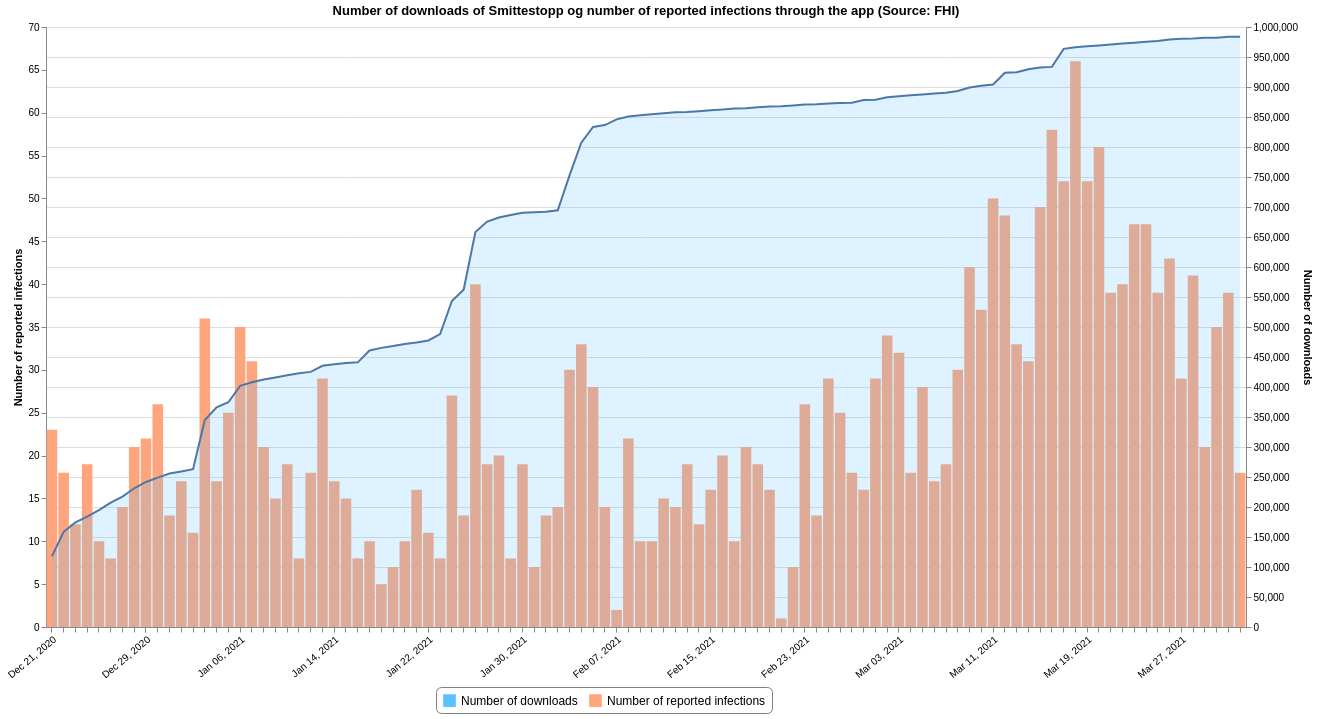 Number of downloads of Smittestopp og number of reported infections through the app (Source: FHI)
70
65
60
55
50
45
40
35
30
25
20
15
10
5
0
Number of reported infections
1,000,000
950,000
900,000
850,000
800,000
750,000
700,000
650,000
600,000
550,000
500,000
450,000
400,000
350,000
300,000
250,000
200,000
150,000
100,000
50,000
0
Number of downloads
Dec 21, 2020
Dec 29, 2020
Jan 06, 2021
Jan 14, 2021
Jan 22, 2021
Jan 30, 2021
Feb 07, 2021
Feb 15, 2021
Feb 23, 2021
Mar 03, 2021
Mar 11, 2021
Mar 19, 2021
Mar 27, 2021
Number of downloads
Number of reported infections